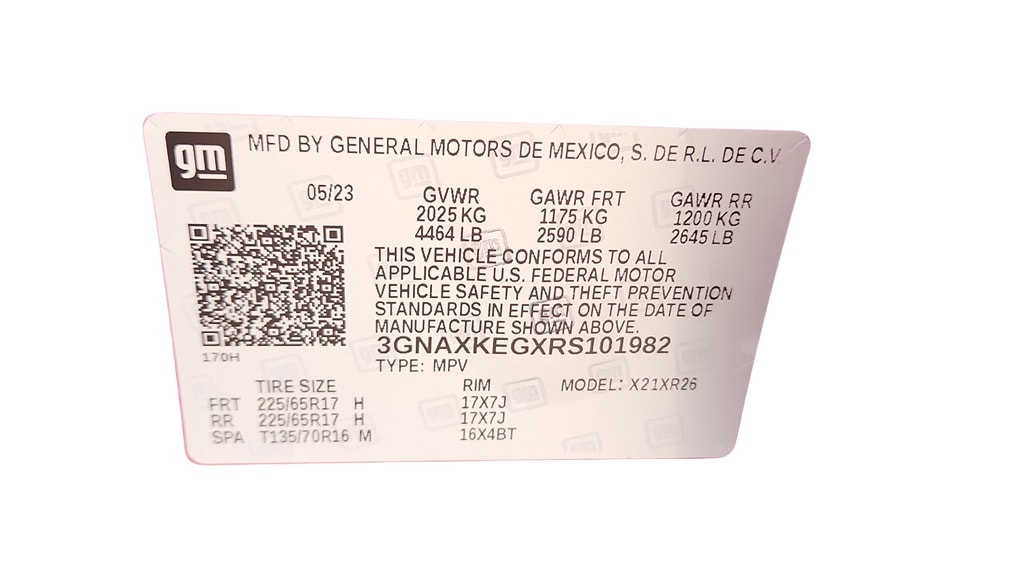 gm MFD BY GENERAL MOTORS DE MEXICO, S. DE R.L. DE C.V
05/23 GVWR GAWR FRT GAWR RR
2025 KG 1175 KG 1200 KG
4464 LB 2590 LB 2645 LB
THIS VEHICLE CONFORMS TO ALL
APPLICABLE U.S. FEDERAL MOTOR
VEHICLE SAFETY AND THEFT PREVENTION
STANDARDS IN EFFECT ON THE DATE OF
MANUFACTURE SHOWN ABOVE.
170H
3GNAXKEGXRS101982
TYPE: MPV
TIRE SIZE RIM MODEL: X21XR26
FRT 225/65R17 H 17X7J
RR 225/65R17 H 17X7J
SPA T135/70R16 M 16X4BT